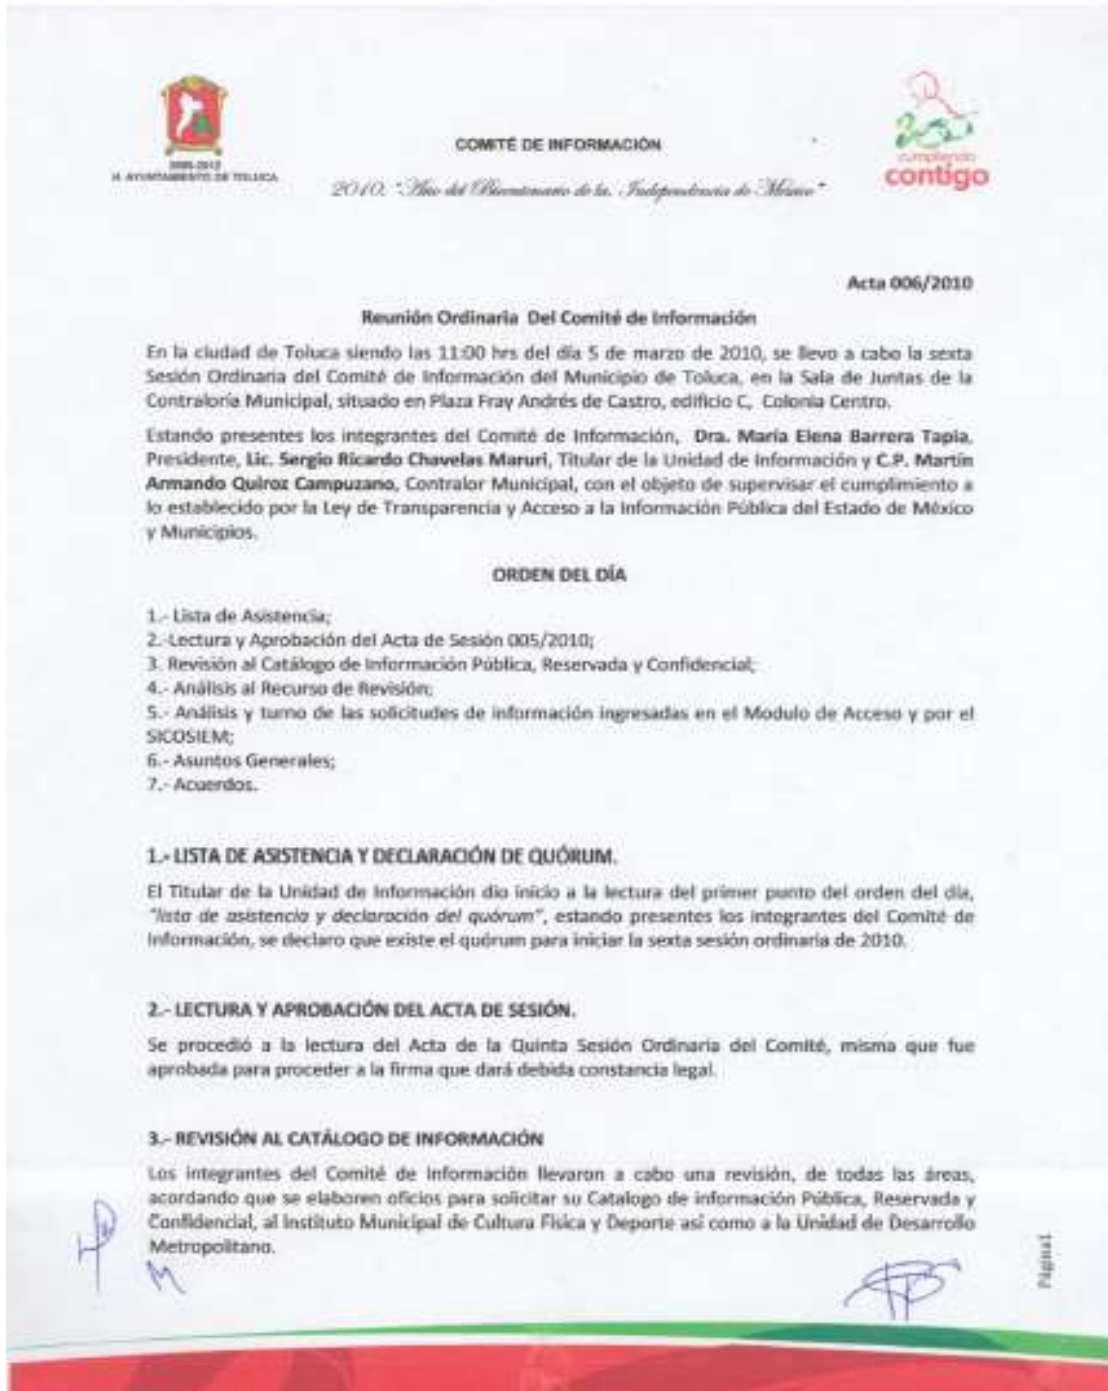 2009-2012
H. AYUNTAMIENTO DE TOLUCA
COMITÉ DE INFORMACIÓN
2010. "Año del Bicentenario de la Independencia de México"
cumpliendo
contigo
Acta 006/2010
Reunión Ordinaria Del Comité de Información
En la ciudad de Toluca siendo las 11:00 hrs del día 5 de marzo de 2010, se llevo a cabo la sexta
Sesión Ordinaria del Comité de Información del Municipio de Toluca, en la Sala de Juntas de la
Contraloría Municipal, situado en Plaza Fray Andrés de Castro, edificio C, Colonia Centro.
Estando presentes los integrantes del Comité de Información, Dra. María Elena Barrera Tapia,
Presidente, Lic. Sergio Ricardo Chavelas Maruri, Titular de la Unidad de Información y C.P. Martín
Armando Quiroz Campuzano, Contralor Municipal, con el objeto de supervisar el cumplimiento a
lo establecido por la Ley de Transparencia y Acceso a la Información Pública del Estado de México
y Municipios.
ORDEN DEL DÍA
1.- Lista de Asistencia;
2.-Lectura y Aprobación del Acta de Sesión 005/2010;
3. Revisión al Catálogo de Información Pública, Reservada y Confidencial;
4.- Análisis al Recurso de Revisión;
5.- Análisis y turno de las solicitudes de información ingresadas en el Modulo de Acceso y por el
SICOSIEM;
6.- Asuntos Generales;
7.- Acuerdos.
1.- LISTA DE ASISTENCIA Y DECLARACIÓN DE QUÓRUM.
El Titular de la Unidad de Información dio inicio a la lectura del primer punto del orden del día,
"lista de asistencia y declaración del quórum", estando presentes los integrantes del Comité de
Información, se declaro que existe el quórum para iniciar la sexta sesión ordinaria de 2010.
2.- LECTURA Y APROBACIÓN DEL ACTA DE SESIÓN.
Se procedió a la lectura del Acta de la Quinta Sesión Ordinaria del Comité, misma que fue
aprobada para proceder a la firma que dará debida constancia legal.
3.- REVISIÓN AL CATÁLOGO DE INFORMACIÓN
Los integrantes del Comité de Información llevaron a cabo una revisión, de todas las áreas,
acordando que se elaboren oficios para solicitar su Catalogo de información Pública, Reservada y
Confidencial, al Instituto Municipal de Cultura Física y Deporte así como a la Unidad de Desarrollo
Metropolitano.
Página1